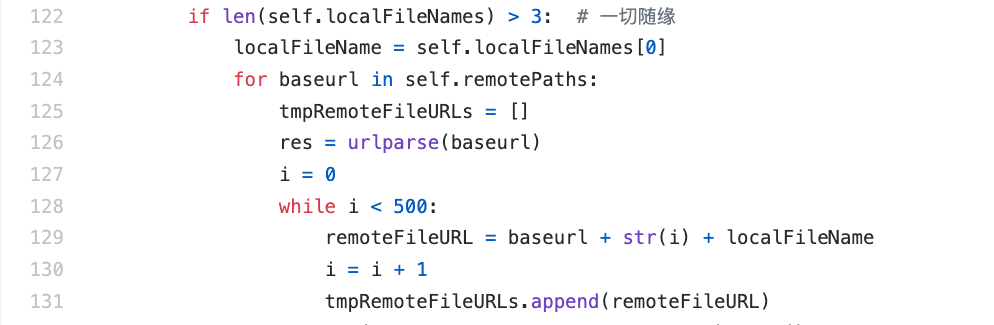 122 if len(self.localFileNames) > 3:  # 一切随缘
123 localFileName = self.localFileNames[0]
124 for baseurl in self.remotePaths:
125 tmpRemoteFileURLs = []
126 res = urlparse(baseurl)
127 i = 0
128 while i < 500:
129 remoteFileURL = baseurl + str(i) + localFileName
130 i = i + 1
131 tmpRemoteFileURLs.append(remoteFileURL)